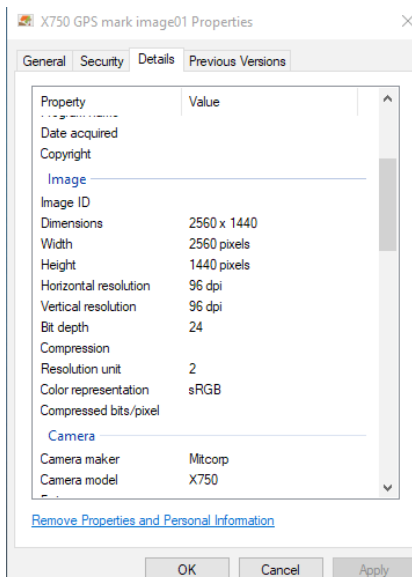 X750 GPS mark image01 Properties
General Security Details Previous Versions
Property Value
Date acquired
Copyright
Image
Image ID
Dimensions 2560 x 1440
Width 2560 pixels
Height 1440 pixels
Horizontal resolution 96 dpi
Vertical resolution 96 dpi
Bit depth 24
Compression
Resolution unit 2
Color representation sRGB
Compressed bits/pixel
Camera
Camera maker Mitcorp
Camera model X750
Remove Properties and Personal Information
OK Cancel Apply